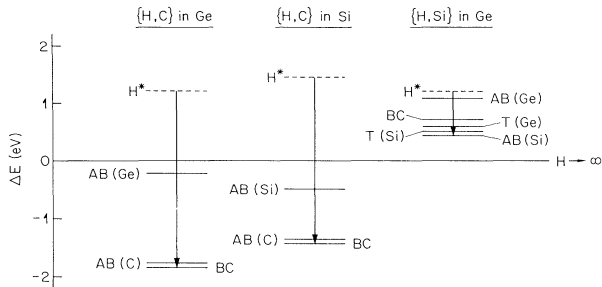 {H,C} in Ge
{H,C} in Si
{H,Si} in Ge
2
1
0
-1
-2
ΔE (eV)
H*
AB (Ge)
AB (C)
BC
H*
AB (Si)
AB (C)
BC
H*
AB (Ge)
BC
T (Ge)
T (Si)
AB (Si)
H → ∞